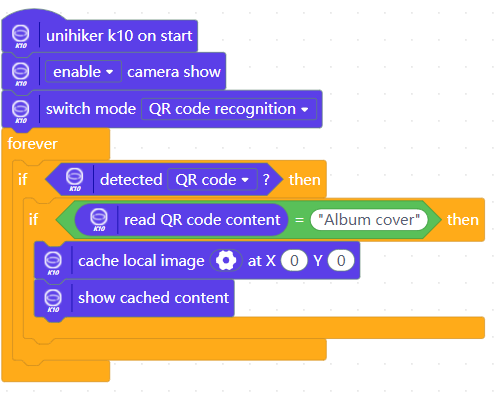 K10 unihiker k10 on start
K10 enable camera show
K10 switch mode QR code recognition
forever
if K10 detected QR code ? then
if K10 read QR code content = "Album cover" then
K10 cache local image at X 0 Y 0
K10 show cached content